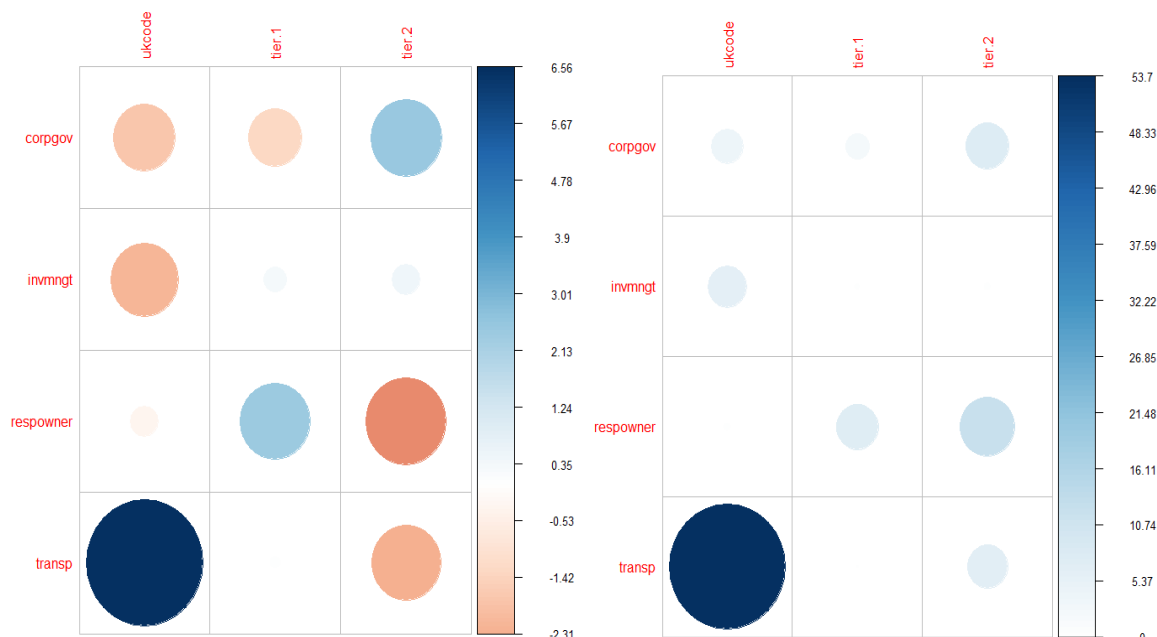 ukcode
tier.1
tier.2
corpgov
invmngt
respowner
transp
6.56
5.67
4.78
3.9
3.01
2.13
1.24
0.35
-0.53
-1.42
-2.31
ukcode
tier.1
tier.2
corpgov
invmngt
respowner
transp
53.7
48.33
42.96
37.59
32.22
26.85
21.48
16.11
10.74
5.37
0